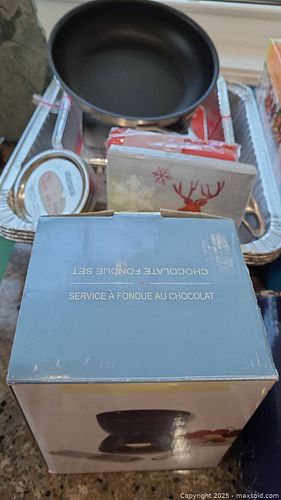 CHOCOLATE FONDUE SET
SERVICE À FONDUE AU CHOCOLAT
Copyright 2025 - maxsold.com